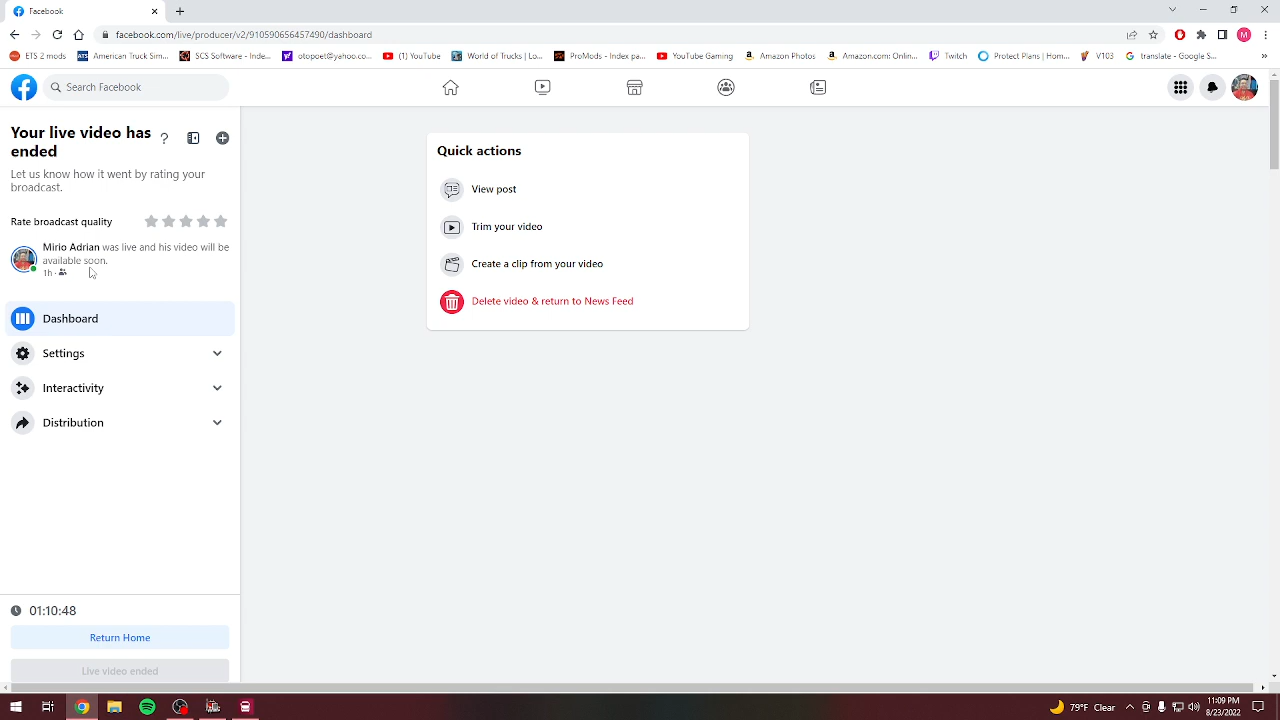 Facebook
facebook.com/live/producer/v2/910590656457490/dashboard
ETS 2 mods
American Truck Sim...
SCS Software - Inde...
otopoet@yahoo.co...
(1) YouTube
World of Trucks | Lo...
ProMods - Index pa...
YouTube Gaming
Amazon Photos
Amazon.com: Onlin...
Twitch
Protect Plans | Hom...
V103
translate - Google S...
Search Facebook
Your live video has
ended
Let us know how it went by rating your
broadcast.
Rate broadcast quality
Mirio Adrian was live and his video will be
available soon.
1h ·
Dashboard
Settings
Interactivity
Distribution
01:10:48
Return Home
Live video ended
Quick actions
View post
Trim your video
Create a clip from your video
Delete video & return to News Feed
79°F Clear
11:09 PM
8/23/2022